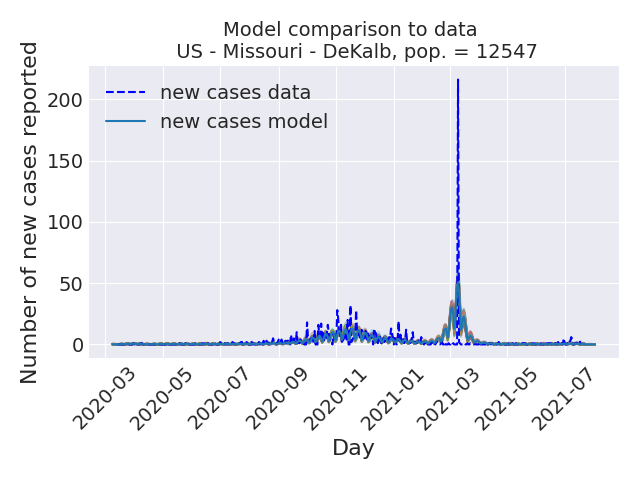 Model comparison to data
US - Missouri - DeKalb, pop. = 12547
Number of new cases reported
200
150
100
50
0
new cases data
new cases model
2020-03
2020-05
2020-07
2020-09
2020-11
2021-01
2021-03
2021-05
2021-07
Day